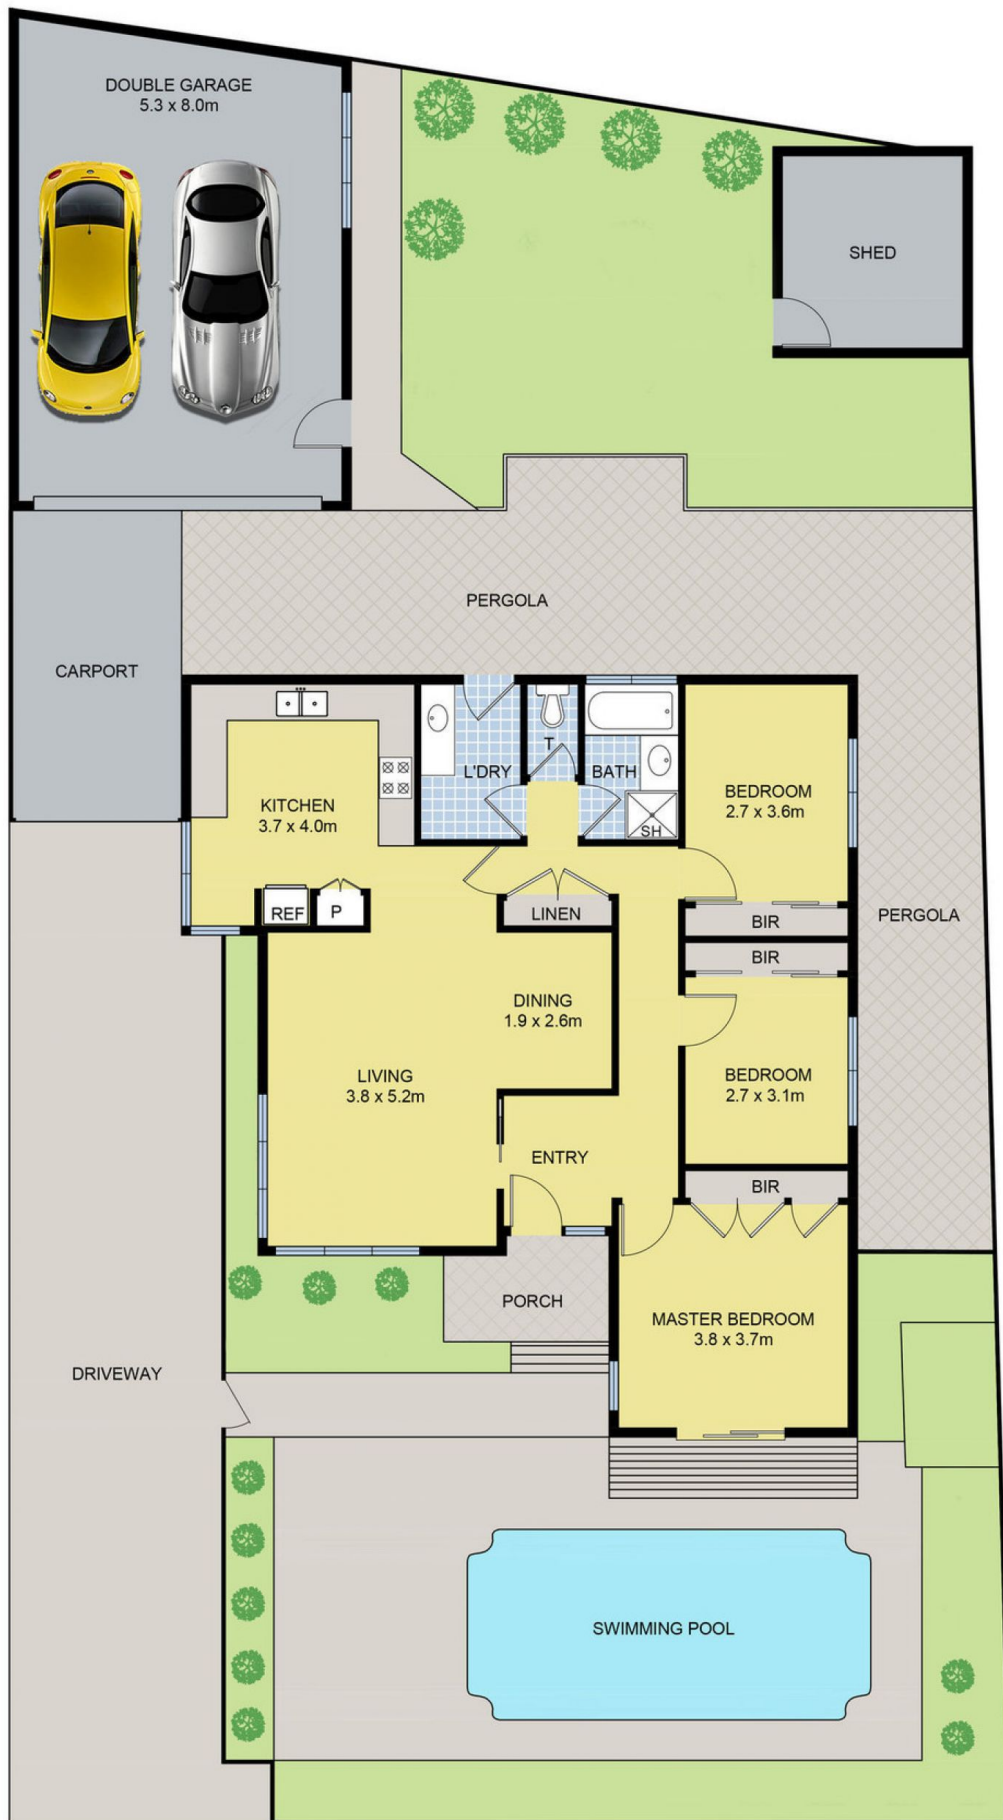 DOUBLE GARAGE
5.3 x 8.0m
SHED
PERGOLA
CARPORT
KITCHEN
3.7 x 4.0m
L'DRY
T
BATH
SH
BEDROOM
2.7 x 3.6m
REF
P
LINEN
BIR
PERGOLA
BIR
DINING
1.9 x 2.6m
LIVING
3.8 x 5.2m
BEDROOM
2.7 x 3.1m
ENTRY
BIR
PORCH
MASTER BEDROOM
3.8 x 3.7m
DRIVEWAY
SWIMMING POOL